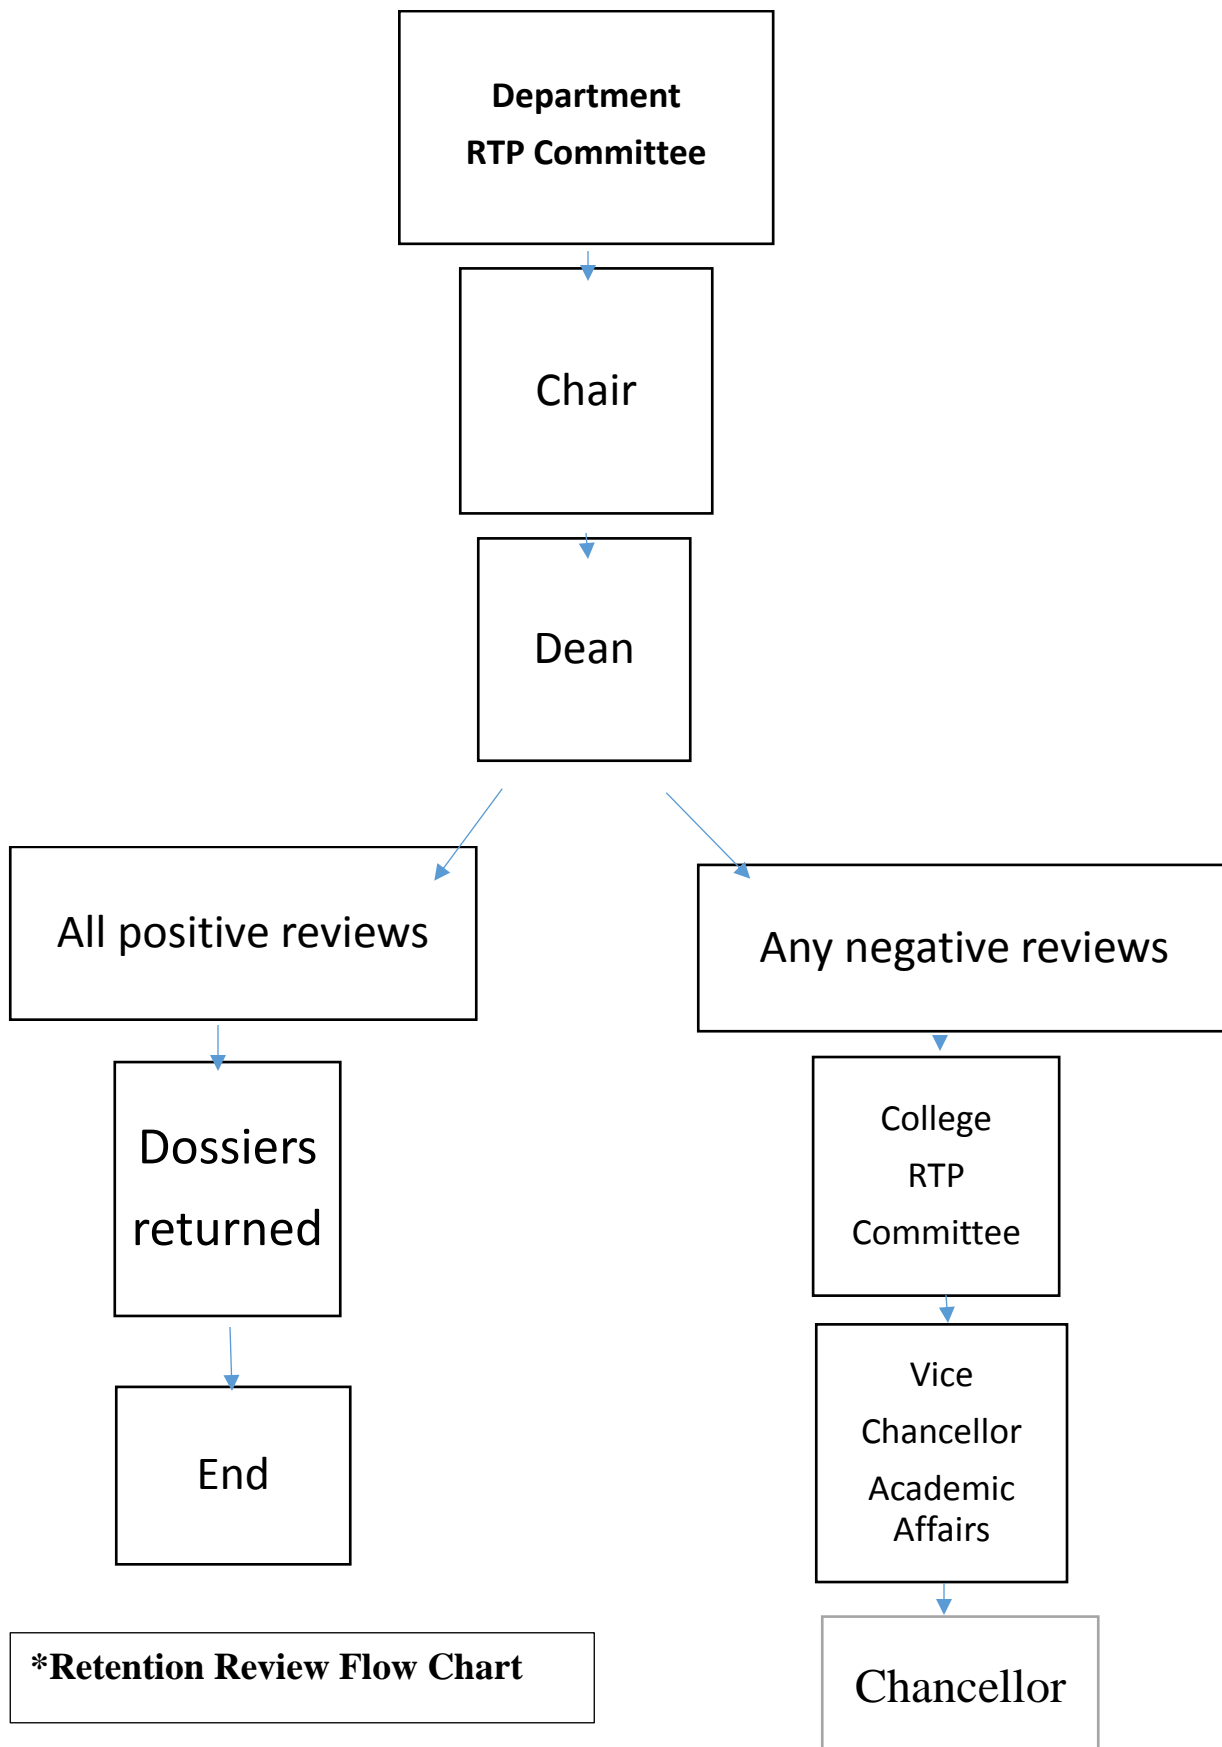 Department
RTP Committee
Chair
Dean
All positive reviews
Any negative reviews
Dossiers
returned
College
RTP
Committee
End
Vice
Chancellor
Academic
Affairs
*Retention Review Flow Chart
Chancellor